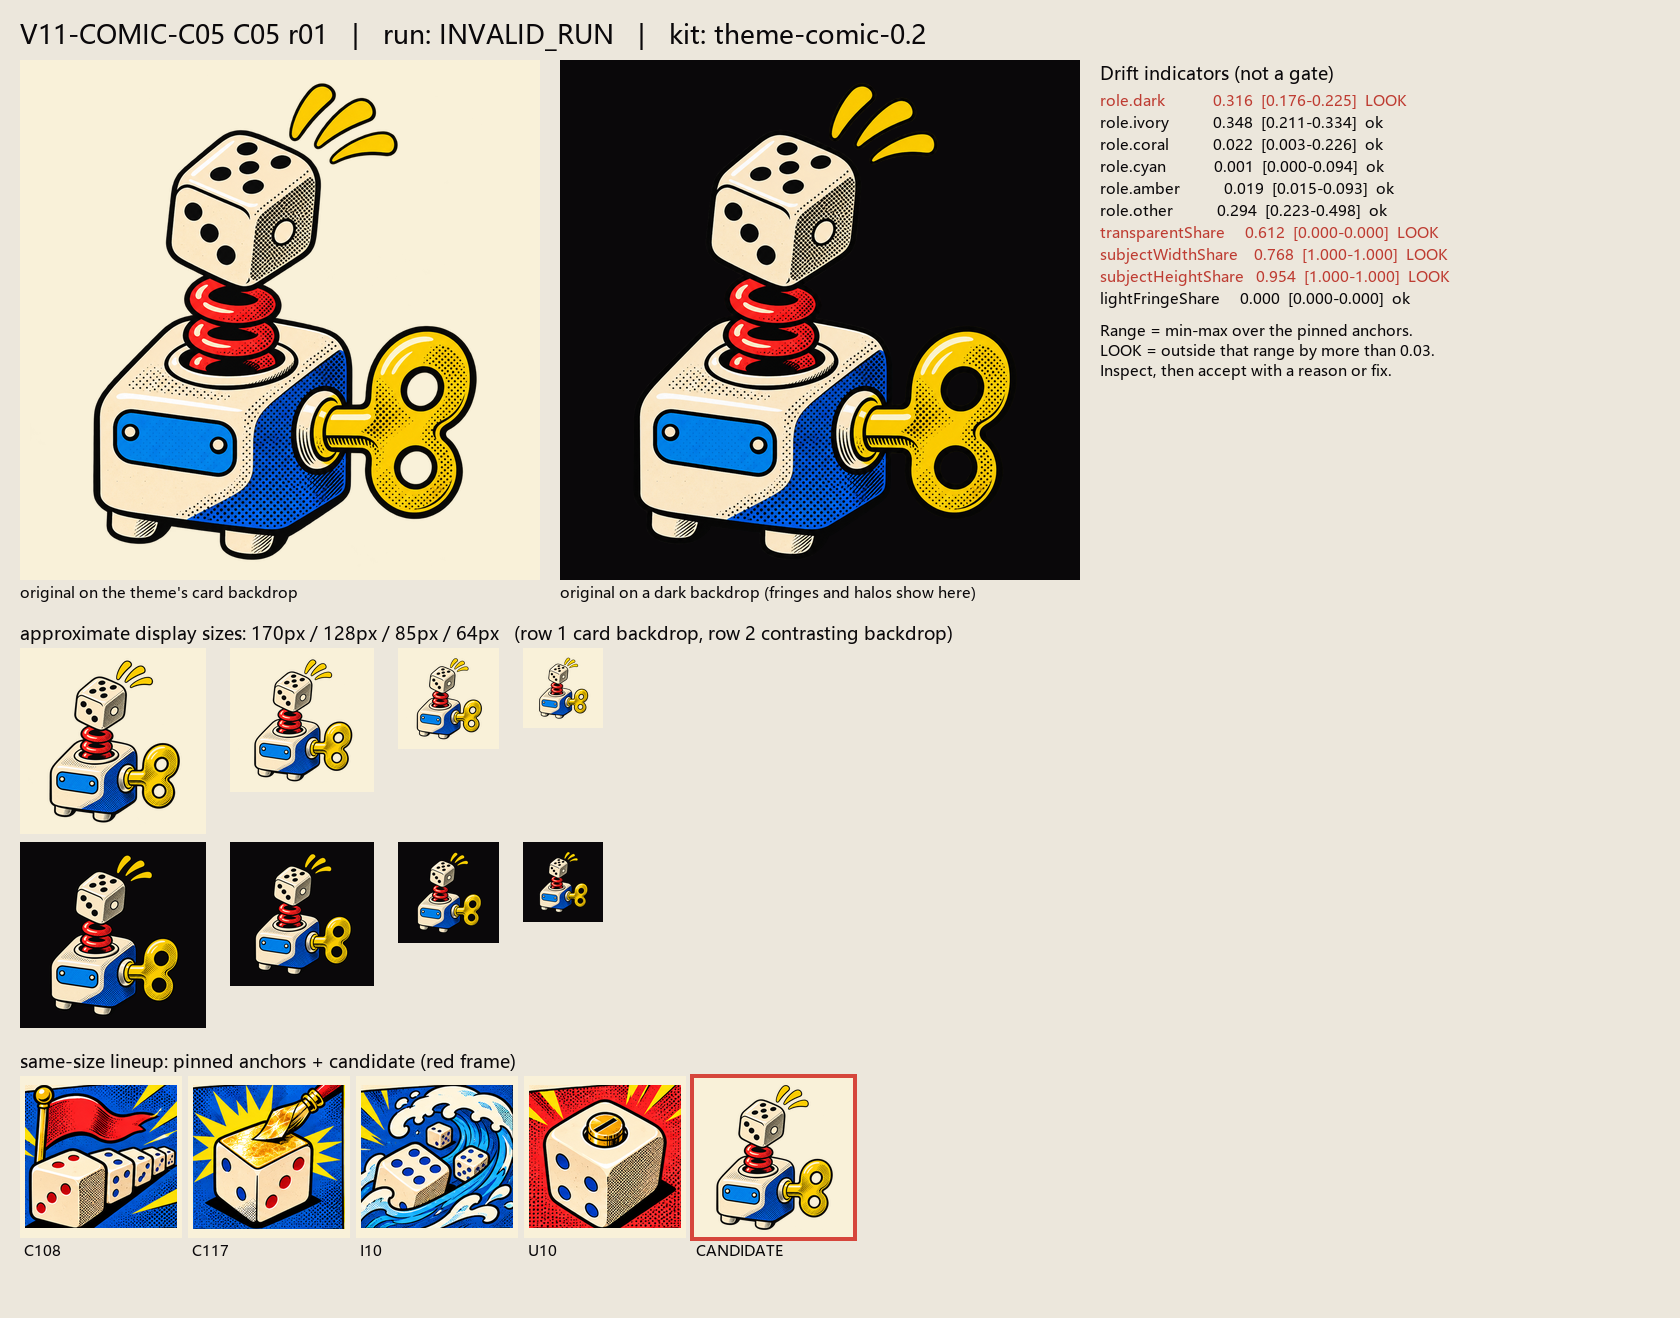 V11-COMIC-C05 C05 r01 | run: INVALID_RUN | kit: theme-comic-0.2
Drift indicators (not a gate)
role.dark 0.316 [0.176-0.225] LOOK
role.ivory 0.348 [0.211-0.334] ok
role.coral 0.022 [0.003-0.226] ok
role.cyan 0.001 [0.000-0.094] ok
role.amber 0.019 [0.015-0.093] ok
role.other 0.294 [0.223-0.498] ok
transparentShare 0.612 [0.000-0.000] LOOK
subjectWidthShare 0.768 [1.000-1.000] LOOK
subjectHeightShare 0.954 [1.000-1.000] LOOK
lightFringeShare 0.000 [0.000-0.000] ok
Range = min-max over the pinned anchors.
LOOK = outside that range by more than 0.03.
Inspect, then accept with a reason or fix.
original on the theme's card backdrop
original on a dark backdrop (fringes and halos show here)
approximate display sizes: 170px / 128px / 85px / 64px (row 1 card backdrop, row 2 contrasting backdrop)
same-size lineup: pinned anchors + candidate (red frame)
C108
C117
I10
U10
CANDIDATE